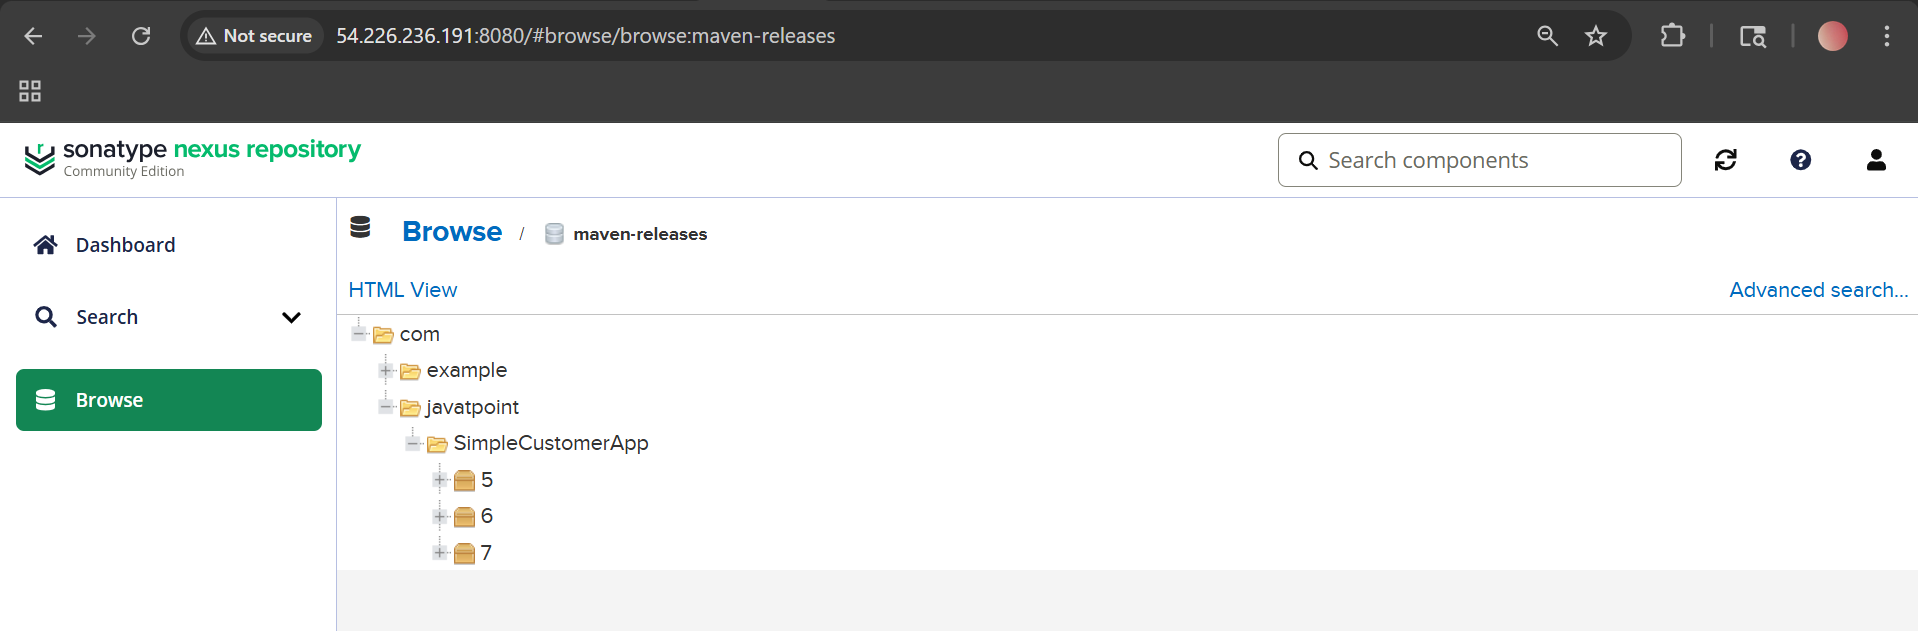 Not secure 54.226.236.191:8080/#browse/browse:maven-releases
sonatype nexus repository
Community Edition
Search components
Dashboard
Search
Browse
Browse / maven-releases
HTML View
Advanced search...
com
example
javatpoint
SimpleCustomerApp
5
6
7